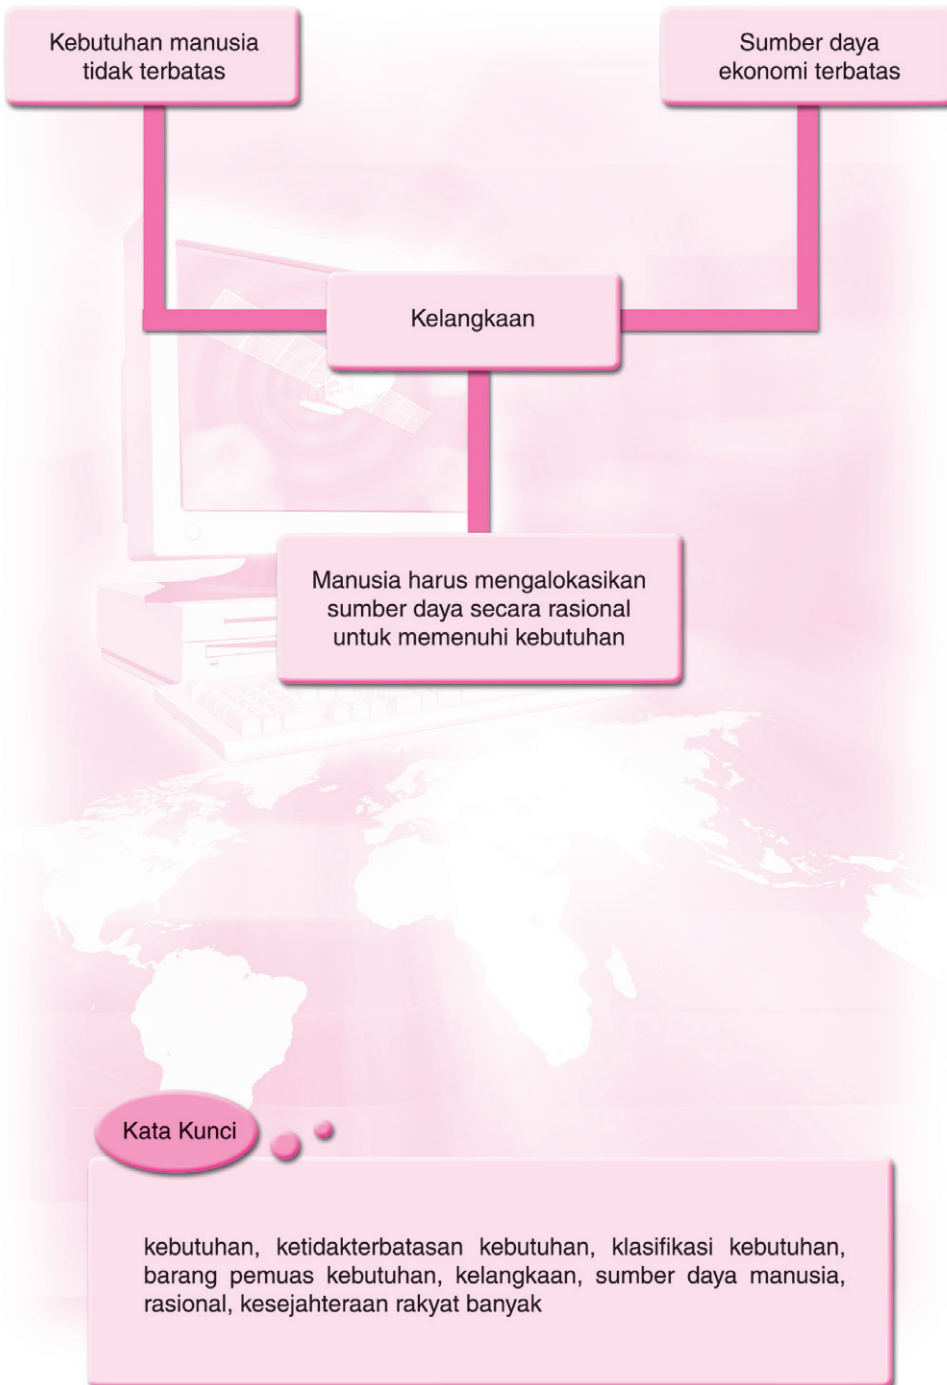 Kebutuhan manusia
tidak terbatas
Sumber daya
ekonomi terbatas
Kelangkaan
Manusia harus mengalokasikan
sumber daya secara rasional
untuk memenuhi kebutuhan
Kata Kunci
kebutuhan, ketidakterbatasan kebutuhan, klasifikasi kebutuhan,
barang pemuas kebutuhan, kelangkaan, sumber daya manusia,
rasional, kesejahteraan rakyat banyak